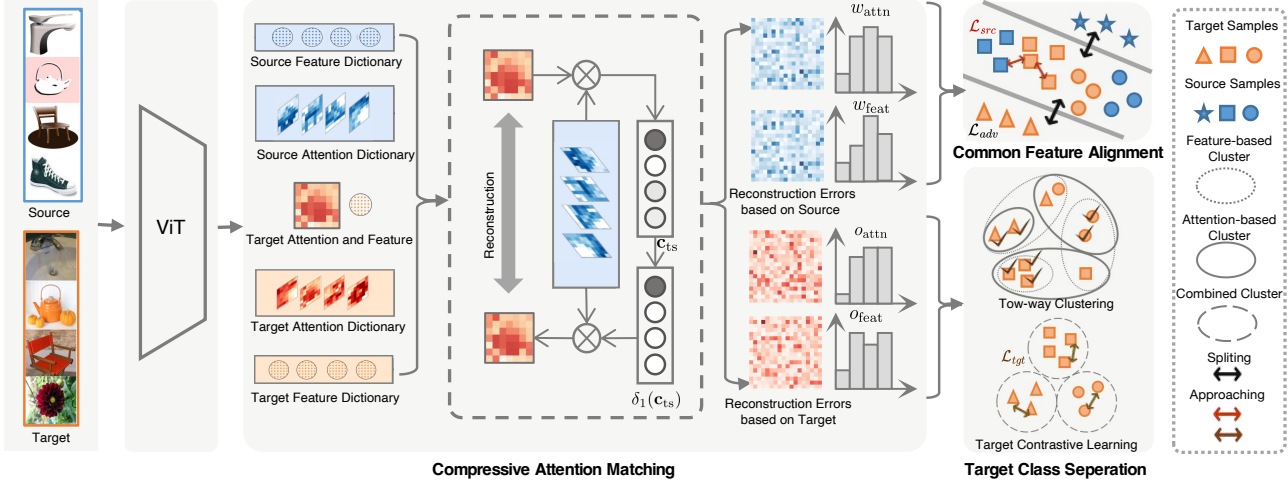 Source
Target
ViT
Source Feature Dictionary
Source Attention Dictionary
Target Attention and Feature
Target Attention Dictionary
Target Feature Dictionary
Reconstruction
c_ts
δ_1(c_ts)
w_attn
w_feat
Reconstruction Errors
based on Source
o_attn
o_feat
Reconstruction Errors
based on Target
Compressive Attention Matching
L_src
L_adv
Common Feature Alignment
Tow-way Clustering
L_tgt
Target Contrastive Learning
Target Class Seperation
Target Samples
Source Samples
Feature-based
Cluster
Attention-based
Cluster
Combined Cluster
Spliting
Approaching